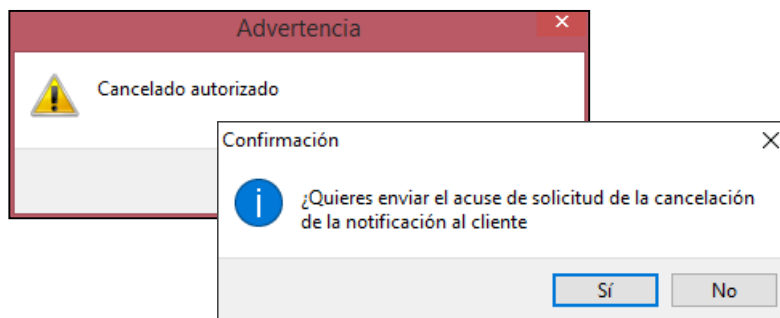 Advertencia
Cancelado autorizado
Confirmación
¿Quieres enviar el acuse de solicitud de la cancelación
de la notificación al cliente
Sí
No